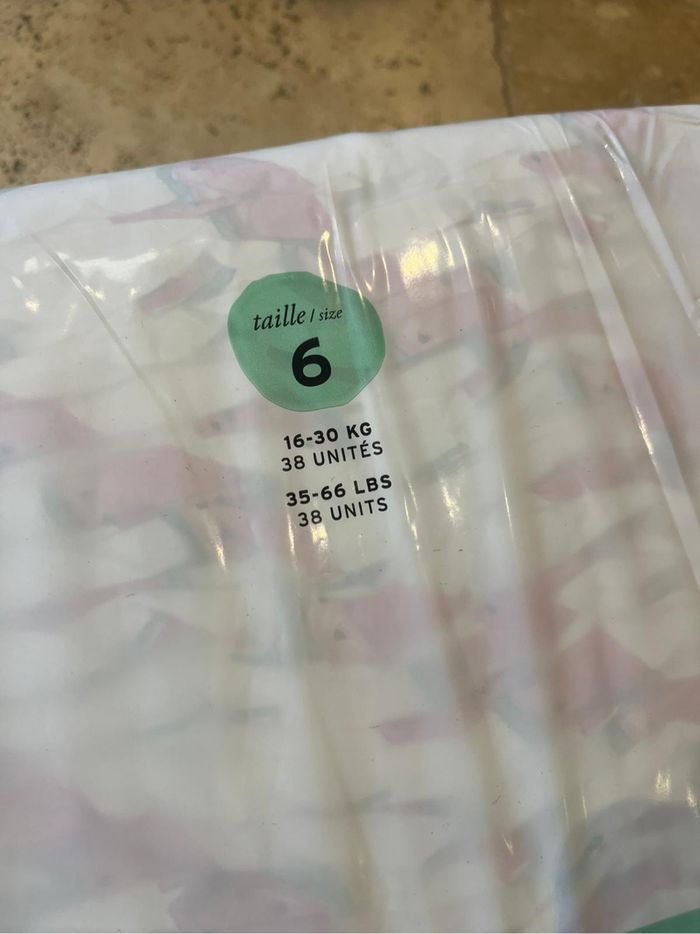 taille / size
6
16-30 KG
38 UNITÉS
35-66 LBS
38 UNITS